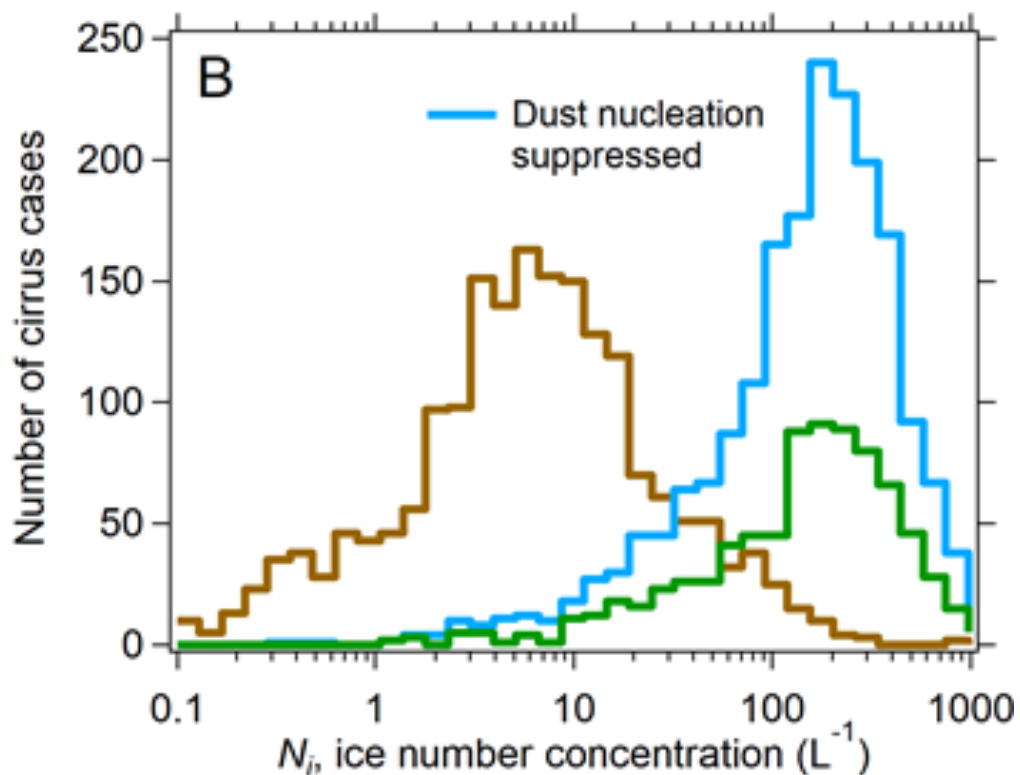 B
Dust nucleation
suppressed
250
200
150
100
50
0
Number of cirrus cases
0.1 1 10 100 1000
Nᵢ, ice number concentration (L⁻¹)